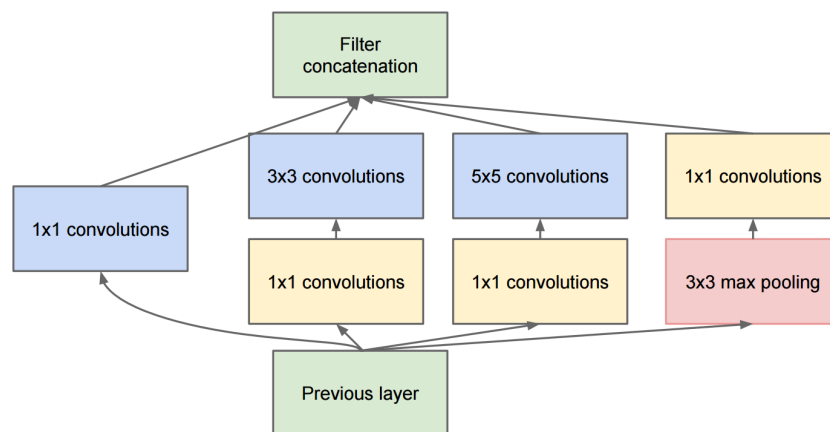 Filter
concatenation
3x3 convolutions
5x5 convolutions
1x1 convolutions
1x1 convolutions
1x1 convolutions
1x1 convolutions
3x3 max pooling
Previous layer